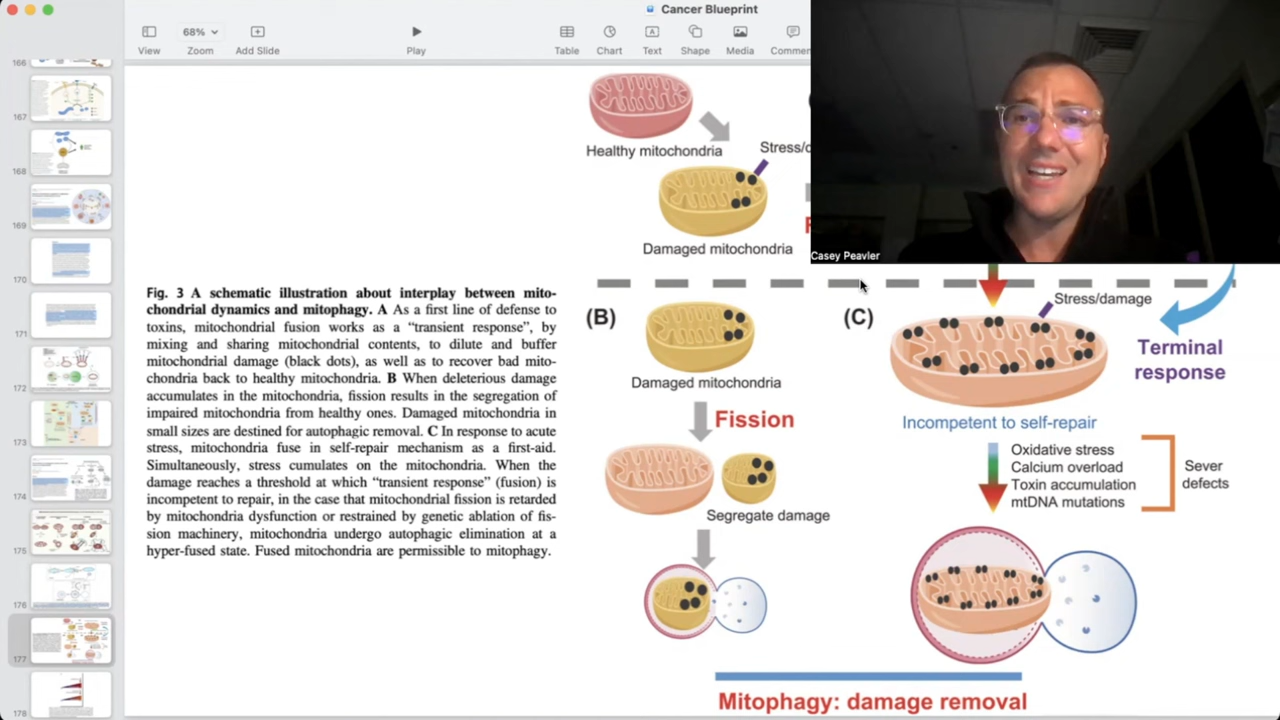 Cancer Blueprint
68%
View
Zoom
Add Slide
Play
Table
Chart
Text
Shape
Media
166
167
168
169
170
171
172
173
174
175
176
177
178
Healthy mitochondria
Damaged mitochondria
Casey Peavler
Fig. 3 A schematic illustration about interplay between mito-
chondrial dynamics and mitophagy. A As a first line of defense to
toxins, mitochondrial fusion works as a “transient response”, by
mixing and sharing mitochondrial contents, to dilute and buffer
mitochondrial damage (black dots), as well as to recover bad mito-
chondria back to healthy mitochondria. B When deleterious damage
accumulates in the mitochondria, fission results in the segregation of
impaired mitochondria from healthy ones. Damaged mitochondria in
small sizes are destined for autophagic removal. C In response to acute
stress, mitochondria fuse in self-repair mechanism as a first-aid.
Simultaneously, stress cumulates on the mitochondria. When the
damage reaches a threshold at which “transient response” (fusion) is
incompetent to repair, in the case that mitochondrial fission is retarded
by mitochondria dysfunction or restrained by genetic ablation of fis-
sion machinery, mitochondria undergo autophagic elimination at a
hyper-fused state. Fused mitochondria are permissible to mitophagy.
(B)
Damaged mitochondria
Fission
Segregate damage
(C)
Stress/damage
Terminal
response
Incompetent to self-repair
Oxidative stress
Calcium overload
Toxin accumulation
mtDNA mutations
Sever
defects
Mitophagy: damage removal